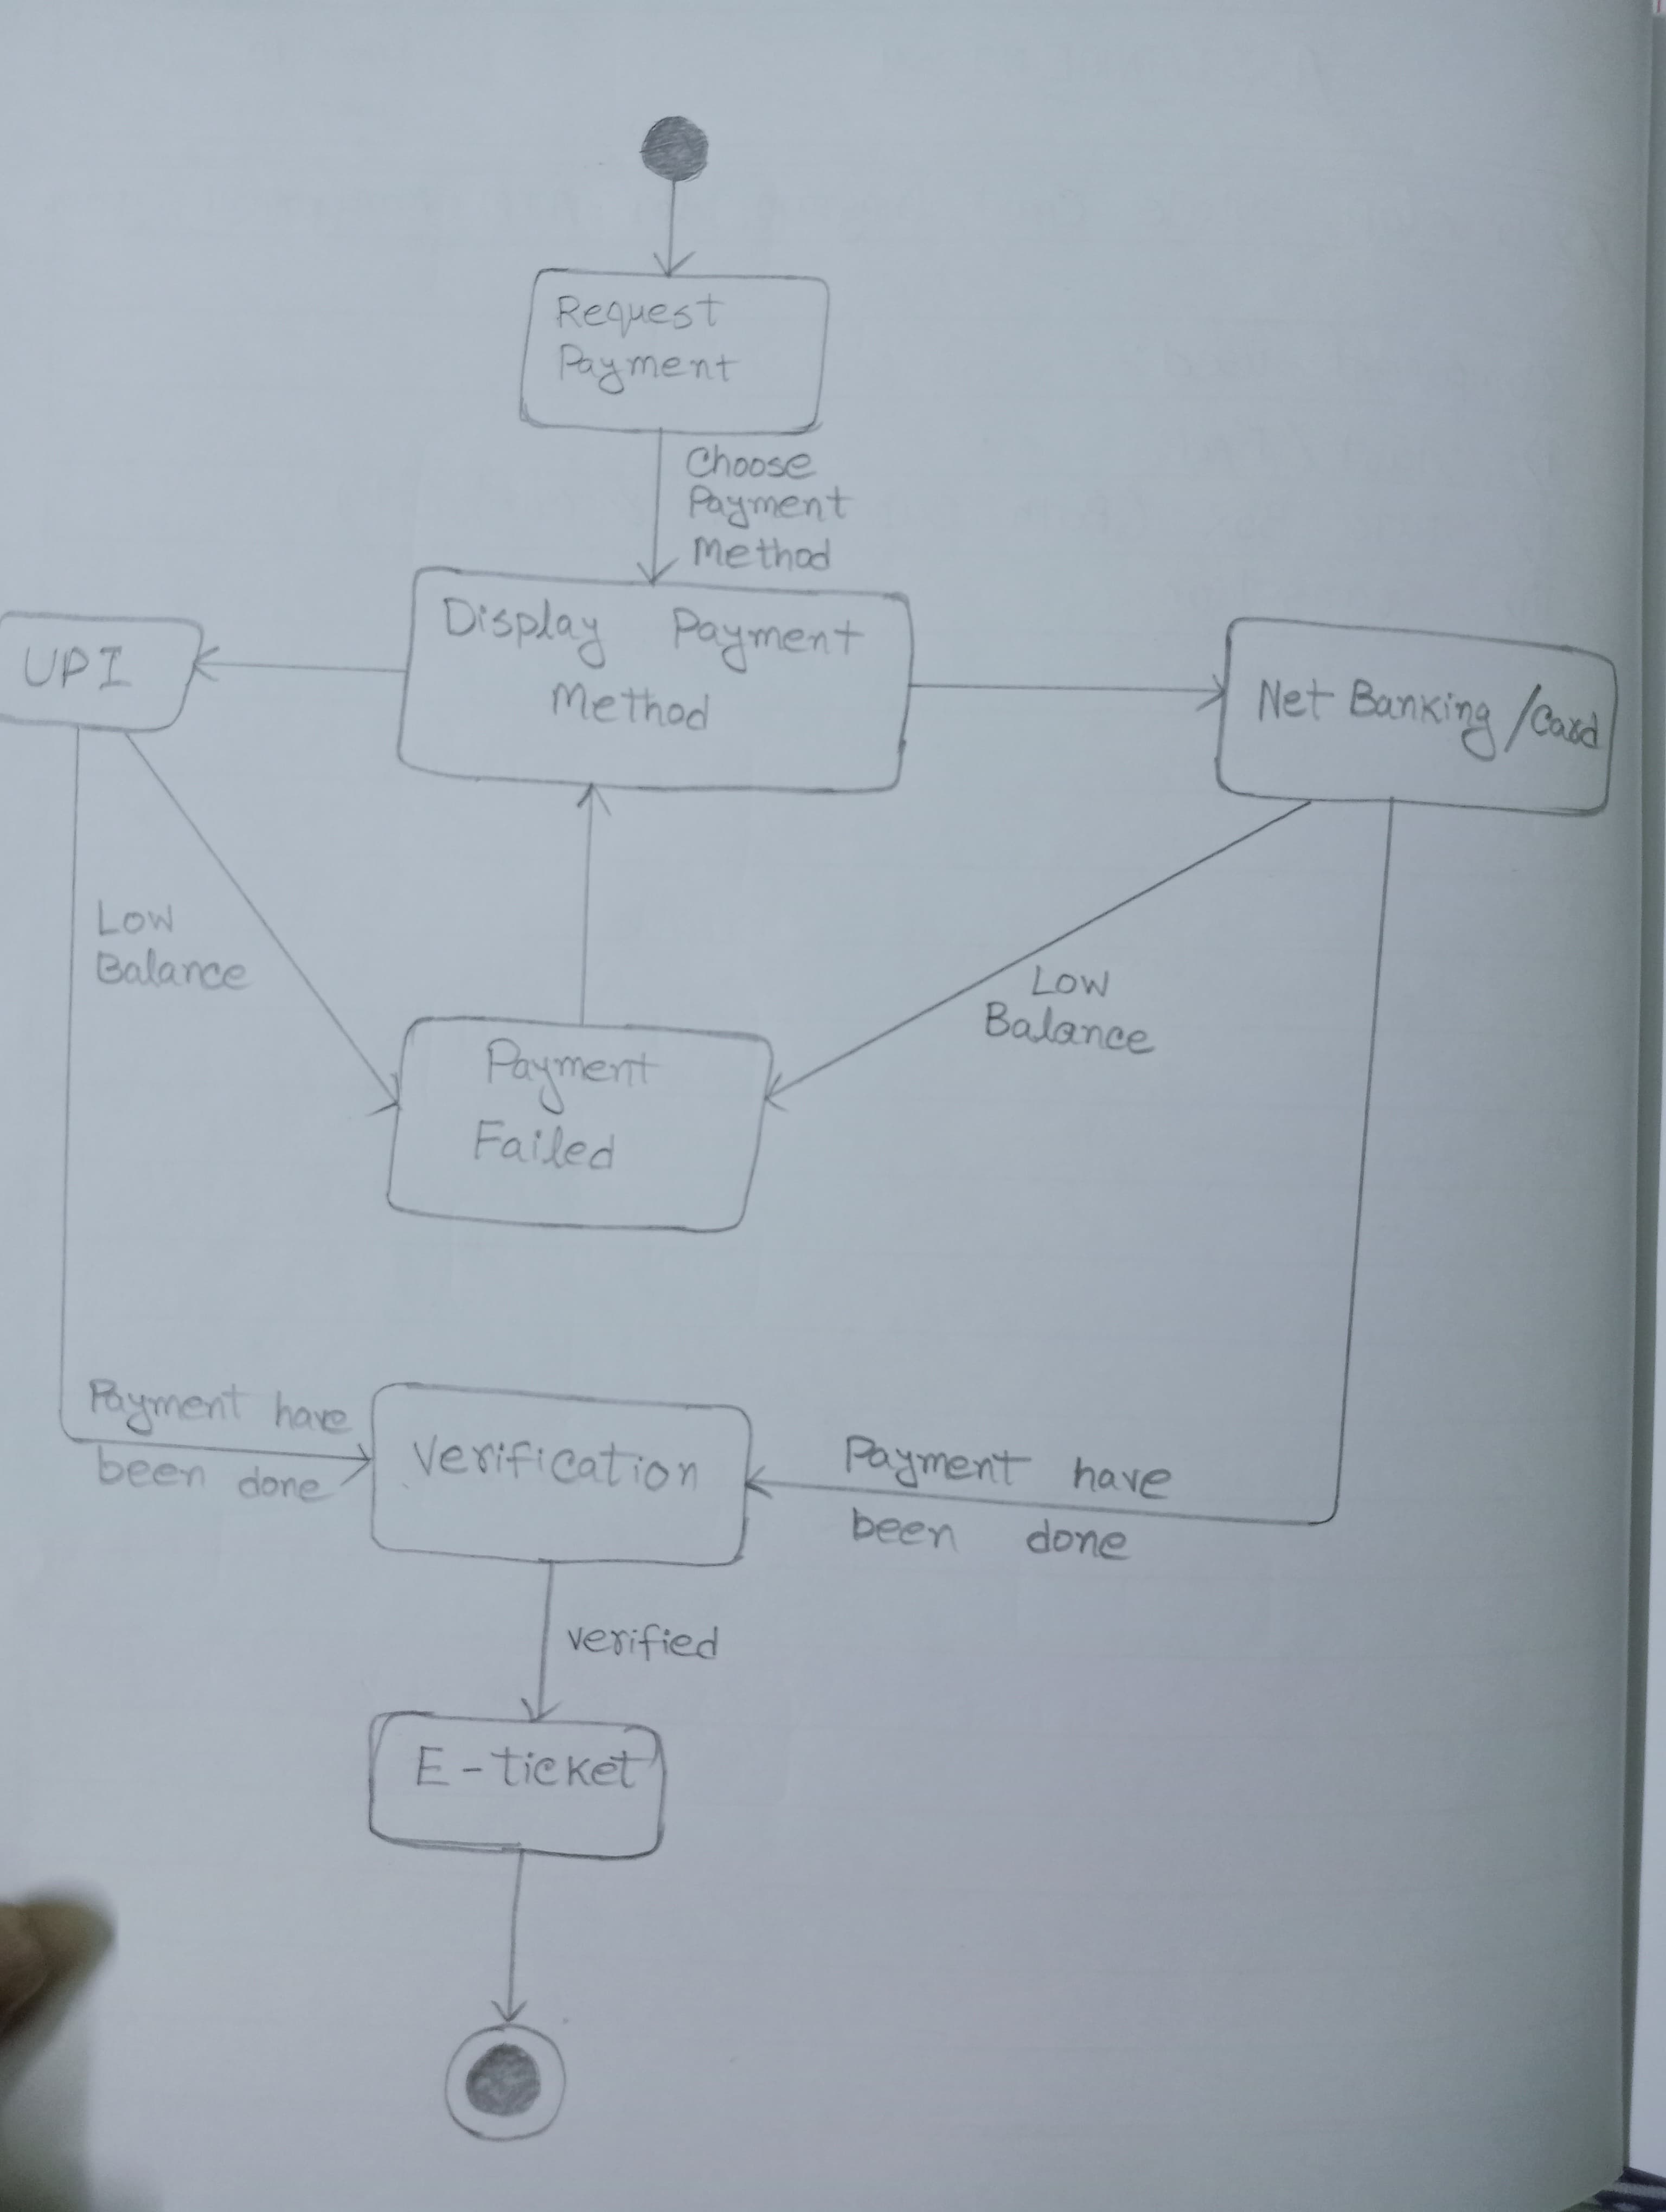 Request
Payment
Choose
Payment
Method
Display Payment
Method
UPI
Net Banking/Card
Low
Balance
Low
Balance
Payment
Failed
Payment have
been done
Verification
Payment have
been done
verified
E-ticket